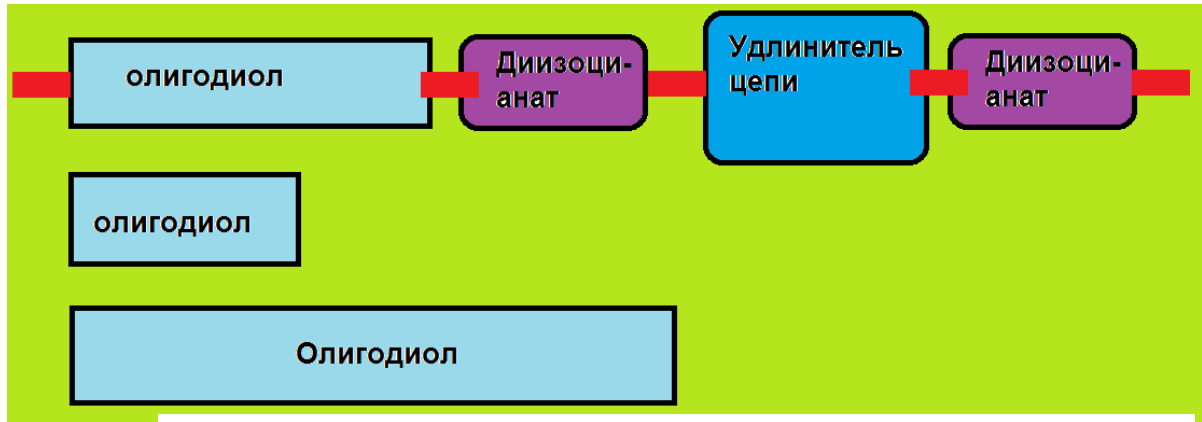 олигодиол
Диизоци-
анат
Удлинитель
цепи
Диизоци-
анат
олигодиол
Олигодиол